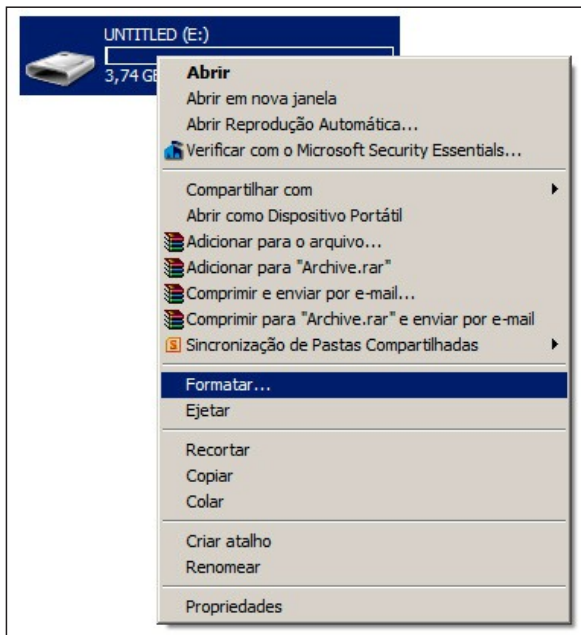 UNTITLED (E:)
3,74 GB
Abrir
Abrir em nova janela
Abrir Reprodução Automática...
Verificar com o Microsoft Security Essentials...
Compartilhar com
Abrir como Dispositivo Portátil
Adicionar para o arquivo...
Adicionar para "Archive.rar"
Comprimir e enviar por e-mail...
Comprimir para "Archive.rar" e enviar por e-mail
Sincronização de Pastas Compartilhadas
Formatar...
Ejetar
Recortar
Copiar
Colar
Criar atalho
Renomear
Propriedades